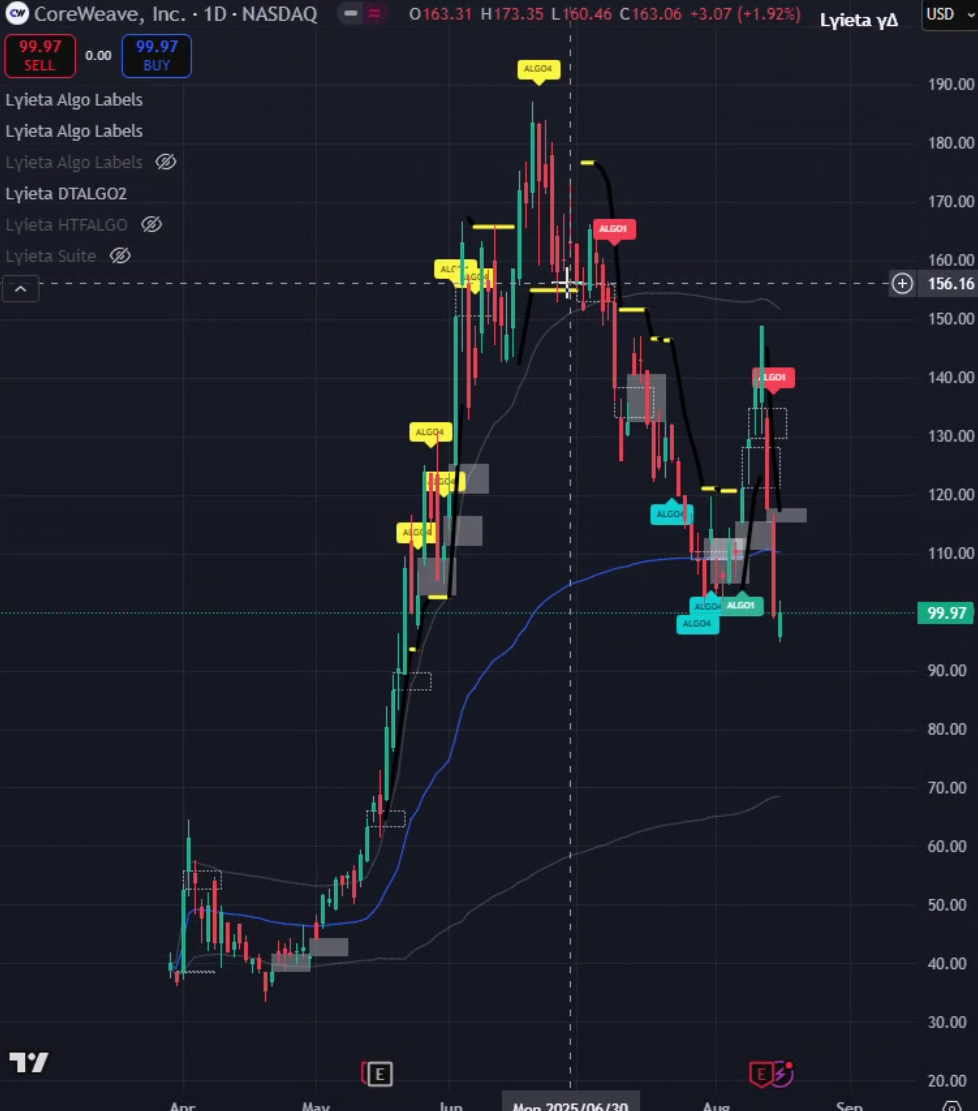 CoreWeave, Inc. · 1D · NASDAQ O163.31 H173.35 L160.46 C163.06 +3.07 (+1.92%) Lyieta γΔ USD
99.97 SELL 0.00 99.97 BUY
Lyieta Algo Labels
Lyieta Algo Labels
Lyieta Algo Labels
Lyieta DTALGO2
Lyieta HTFALGO
Lyieta Suite
190.00
180.00
170.00
160.00
156.16
150.00
140.00
130.00
120.00
110.00
99.97
90.00
80.00
70.00
60.00
50.00
40.00
30.00
20.00
ALGO4
ALGO1
ALGO4
ALGO1
ALGO4
ALGO4
ALGO4
ALGO4
ALGO4
ALGO1
ALGO4
E
E
Apr May Jun Mon 2025/06/30 Aug Sep